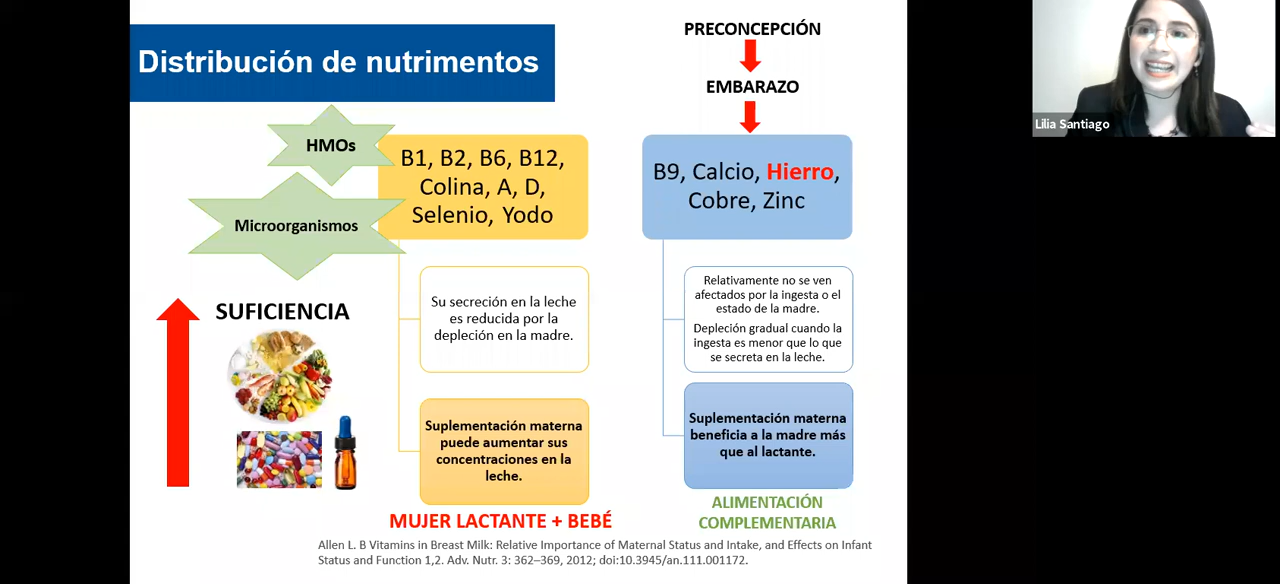 Distribución de nutrimentos
HMOs
Microorganismos
SUFICIENCIA
B1, B2, B6, B12,
Colina, A, D,
Selenio, Yodo
Su secreción en la leche
es reducida por la
depleción en la madre.
Suplementación materna
puede aumentar sus
concentraciones en la
leche.
MUJER LACTANTE + BEBÉ
PRECONCEPCIÓN
EMBARAZO
B9, Calcio, Hierro,
Cobre, Zinc
Relativamente no se ven
afectados por la ingesta o el
estado de la madre.
Depleción gradual cuando la
ingesta es menor que lo que
se secreta en la leche.
Suplementación materna
beneficia a la madre más
que al lactante.
ALIMENTACIÓN
COMPLEMENTARIA
Allen L. B Vitamins in Breast Milk: Relative Importance of Maternal Status and Intake, and Effects on Infant
Status and Function 1,2. Adv. Nutr. 3: 362–369, 2012; doi:10.3945/an.111.001172.
Lilia Santiago